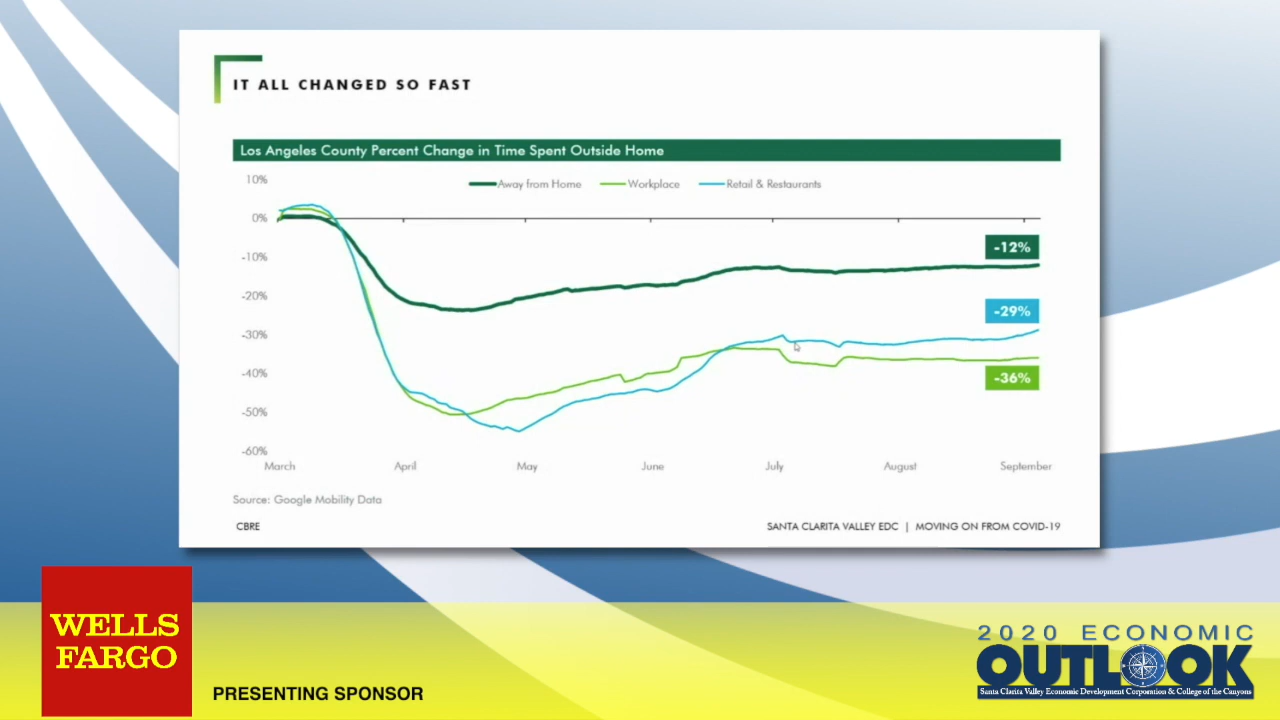 IT ALL CHANGED SO FAST
Los Angeles County Percent Change in Time Spent Outside Home
Away from Home Workplace Retail & Restaurants
10%
0%
-10%
-20%
-30%
-40%
-50%
-60%
-12%
-29%
-36%
March April May June July August September
Source: Google Mobility Data
CBRE
SANTA CLARITA VALLEY EDC | MOVING ON FROM COVID-19
WELLS
FARGO
PRESENTING SPONSOR
2020 ECONOMIC
OUTLOOK
Santa Clarita Valley Economic Development Corporation & College of the Canyons